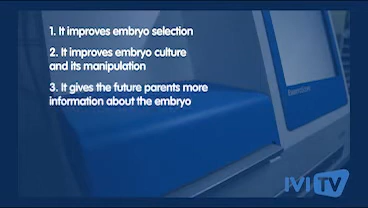 1. It improves embryo selection
2. It improves embryo culture
and its manipulation
3. It gives the future parents more
information about the embryo
IVI TV